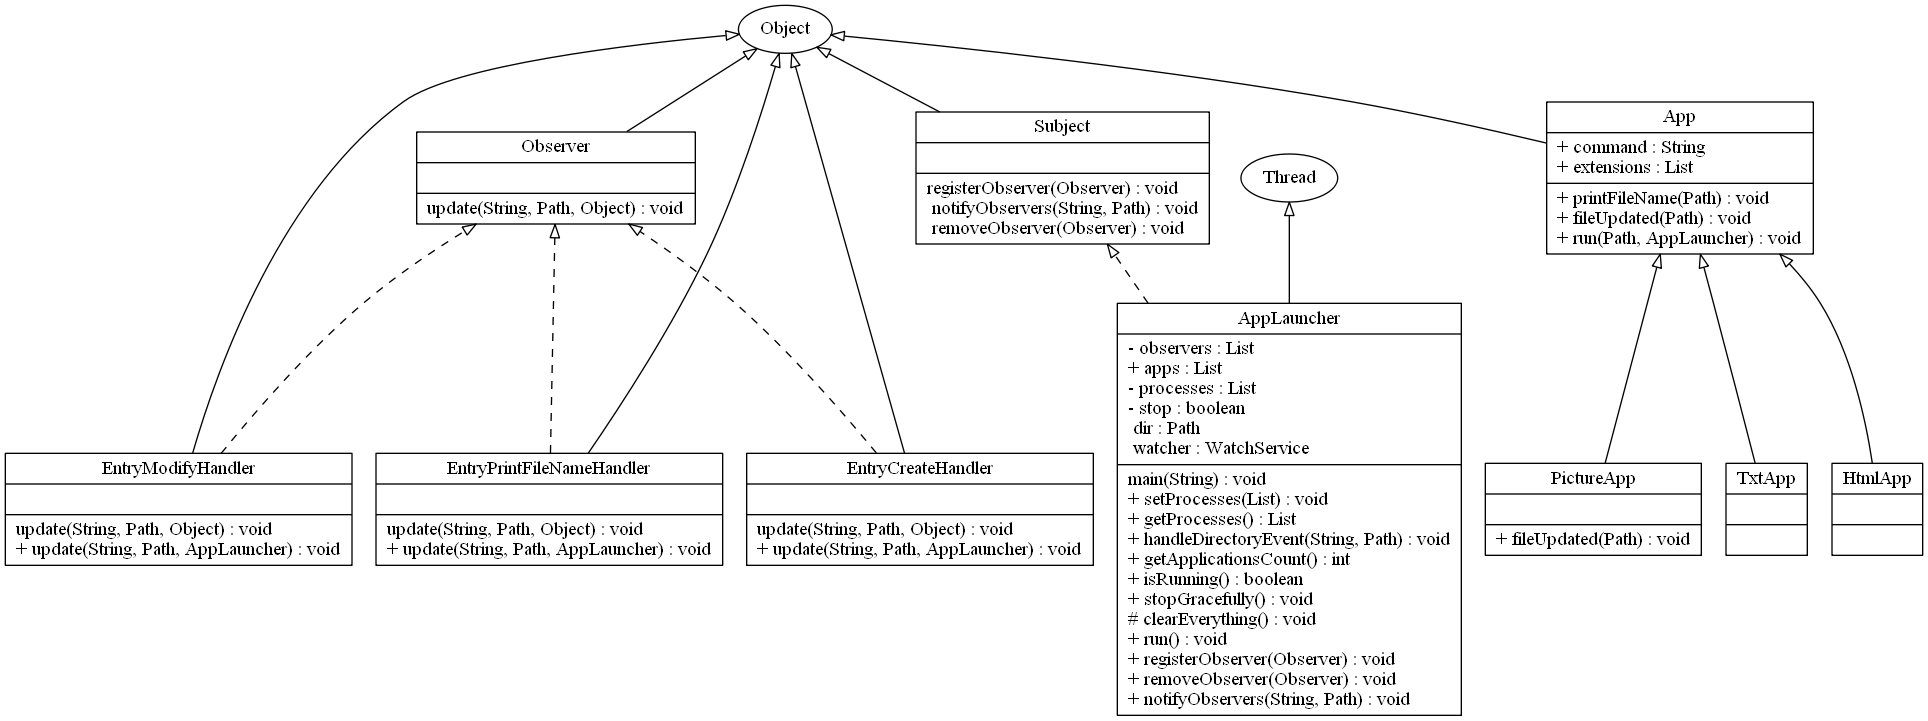 Object
Observer
update(String, Path, Object) : void
Subject
registerObserver(Observer) : void
notifyObservers(String, Path) : void
removeObserver(Observer) : void
Thread
App
+ command : String
+ extensions : List
+ printFileName(Path) : void
+ fileUpdated(Path) : void
+ run(Path, AppLauncher) : void
EntryModifyHandler
update(String, Path, Object) : void
+ update(String, Path, AppLauncher) : void
EntryPrintFileNameHandler
update(String, Path, Object) : void
+ update(String, Path, AppLauncher) : void
EntryCreateHandler
update(String, Path, Object) : void
+ update(String, Path, AppLauncher) : void
AppLauncher
- observers : List
+ apps : List
- processes : List
- stop : boolean
dir : Path
watcher : WatchService
main(String) : void
+ setProcesses(List) : void
+ getProcesses() : List
+ handleDirectoryEvent(String, Path) : void
+ getApplicationsCount() : int
+ isRunning() : boolean
+ stopGracefully() : void
# clearEverything() : void
+ run() : void
+ registerObserver(Observer) : void
+ removeObserver(Observer) : void
+ notifyObservers(String, Path) : void
PictureApp
+ fileUpdated(Path) : void
TxtApp
HtmlApp